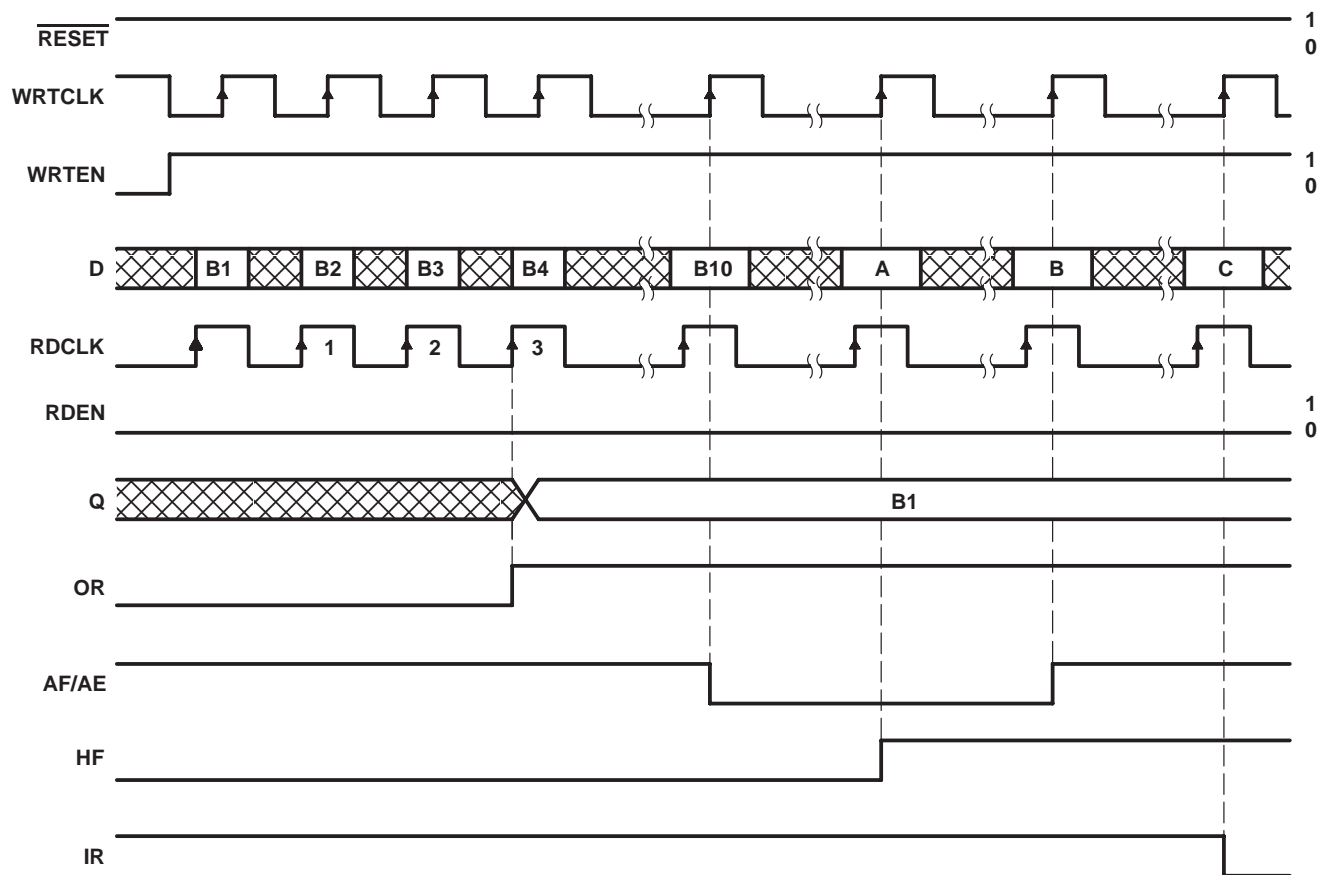 RESET
1
0
WRTCLK
WRTEN
1
0
D B1 B2 B3 B4 B10 A B C
RDCLK 1 2 3
RDEN
1
0
Q B1
OR
AF/AE
HF
IR